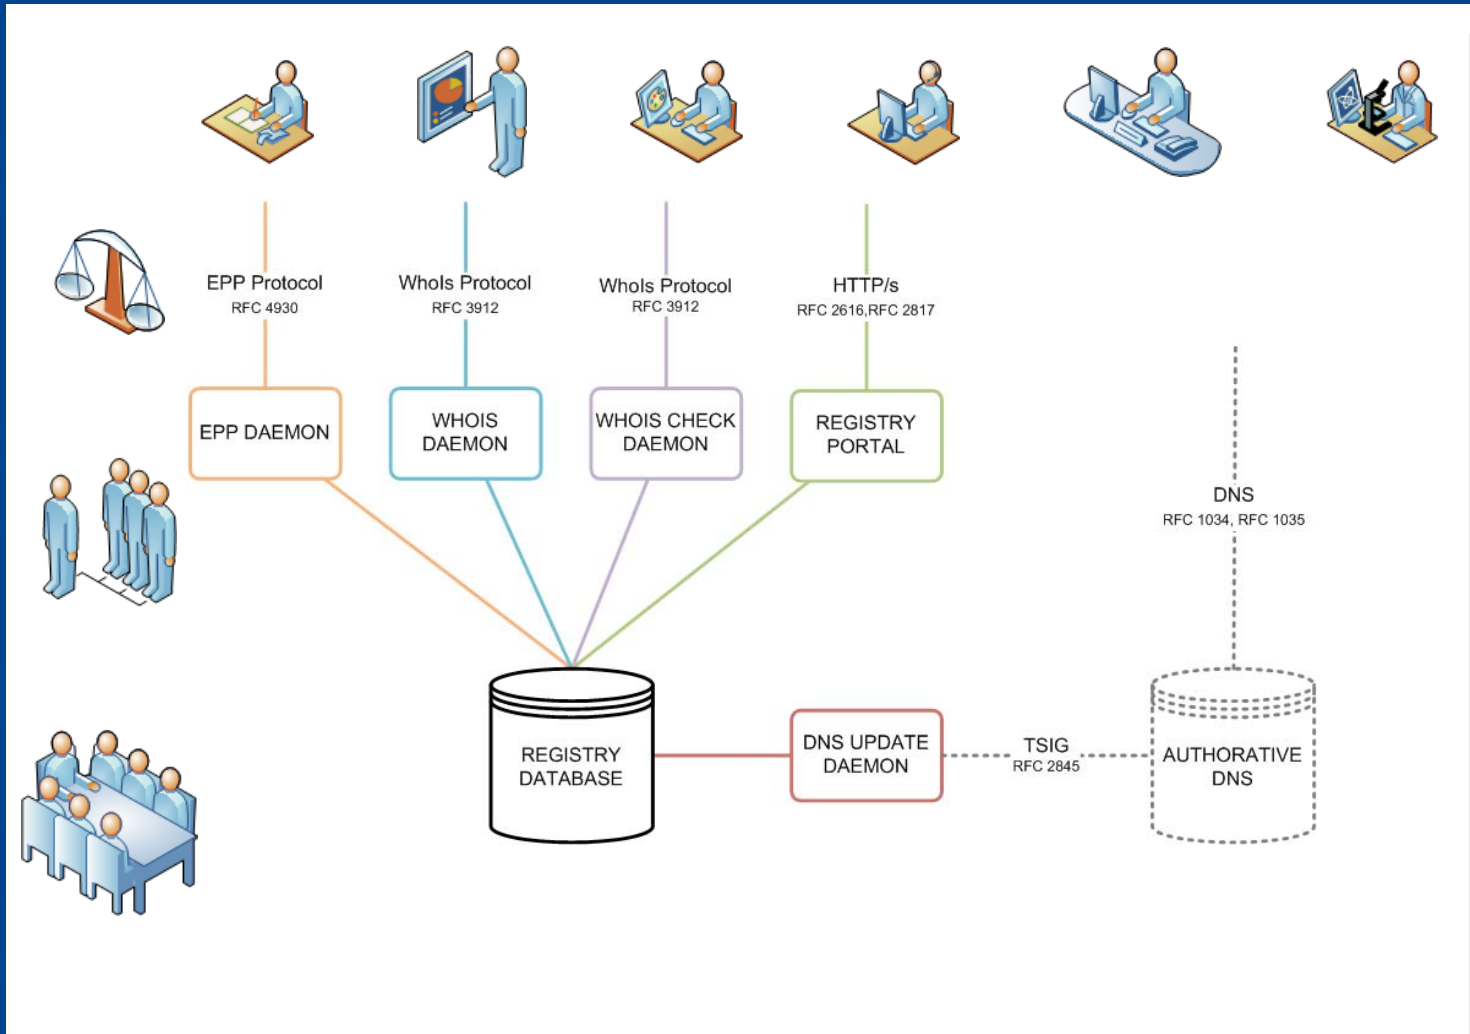 EPP Protocol
RFC 4930
WhoIs Protocol
RFC 3912
WhoIs Protocol
RFC 3912
HTTP/s
RFC 2616,RFC 2817
EPP DAEMON
WHOIS
DAEMON
WHOIS CHECK
DAEMON
REGISTRY
PORTAL
DNS
RFC 1034, RFC 1035
REGISTRY
DATABASE
DNS UPDATE
DAEMON
TSIG
RFC 2845
AUTHORATIVE
DNS